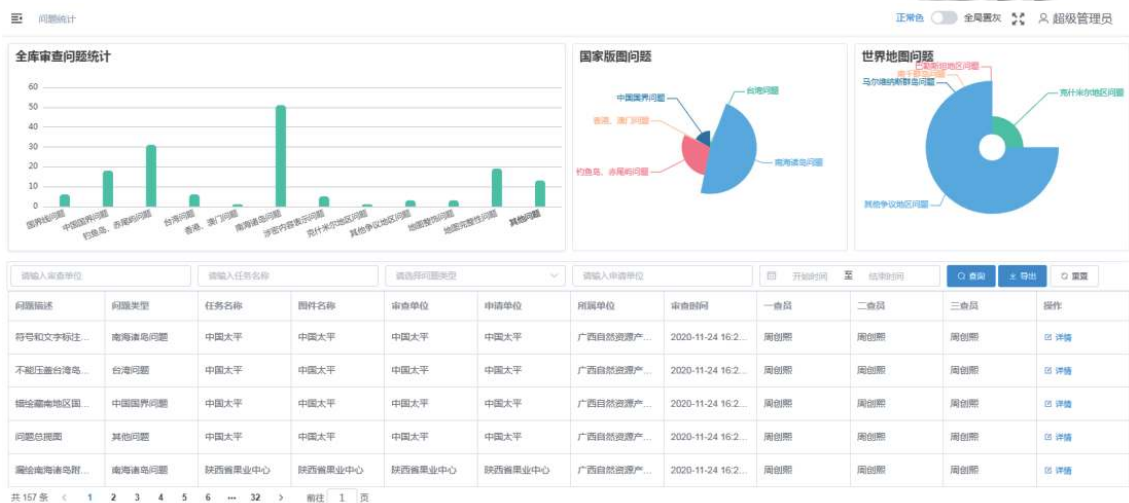 问题统计
正常色 全局置灰 超级管理员
全库审查问题统计
60
50
40
30
20
10
0
国界线问题 中国国界问题 钓鱼岛、赤尾屿问题 台湾问题 香港、澳门问题 南海诸岛问题 涉密内容表示问题 克什米尔地区问题 其他争议地区问题 地图整饰问题 地图完整性问题 其他问题
国家版图问题
中国国界问题
台湾问题
香港、澳门问题
南海诸岛问题
钓鱼岛、赤尾屿问题
世界地图问题
巴勒斯坦地区问题
马尔维纳斯群岛问题
克什米尔地区问题
其他争议地区问题
请输入审查单位 请输入任务名称 请选择问题类型 请输入申请单位 开始时间 至 结束时间 查询 导出 重置
问题描述 问题类型 任务名称 图件名称 审查单位 申请单位 所属单位 审查时间 一查员 二查员 三查员 操作
符号和文字标注... 南海诸岛问题 中国太平 中国太平 中国太平 中国太平 广西自然资源产... 2020-11-24 16:2... 周创熙 周创熙 周创熙 详情
不能压盖台湾岛... 台湾问题 中国太平 中国太平 中国太平 中国太平 广西自然资源产... 2020-11-24 16:2... 周创熙 周创熙 周创熙 详情
错绘藏南地区国... 中国国界问题 中国太平 中国太平 中国太平 中国太平 广西自然资源产... 2020-11-24 16:2... 周创熙 周创熙 周创熙 详情
问题总揽图 其他问题 中国太平 中国太平 中国太平 中国太平 广西自然资源产... 2020-11-24 16:2... 周创熙 周创熙 周创熙 详情
漏绘南海诸岛附... 南海诸岛问题 陕西省果业中心 陕西省果业中心 陕西省果业中心 陕西省果业中心 广西自然资源产... 2020-11-24 16:2... 周创熙 周创熙 周创熙 详情
共 157 条 < 1 2 3 4 5 6 ... 32 > 前往 1 页